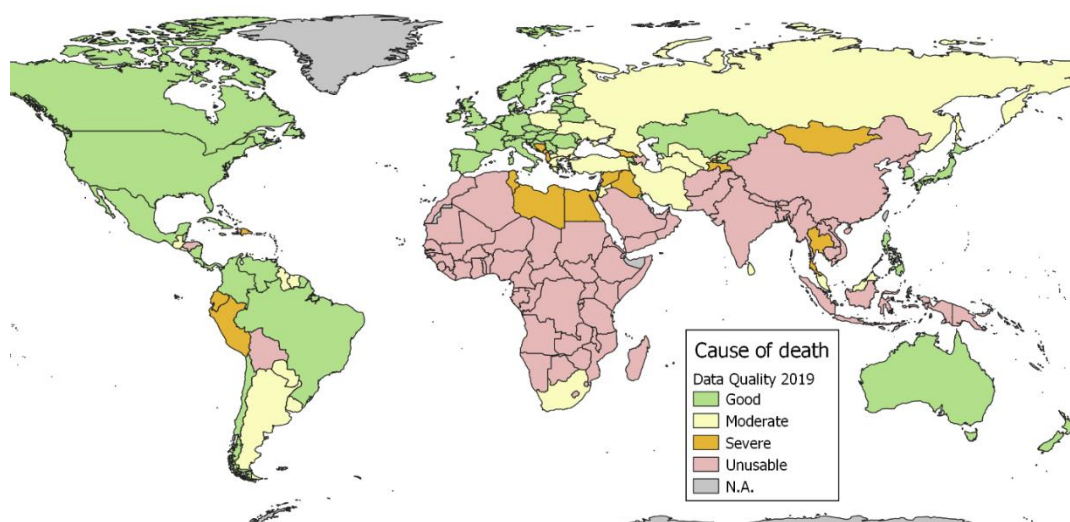 Cause of death
Data Quality 2019
Good
Moderate
Severe
Unusable
N.A.